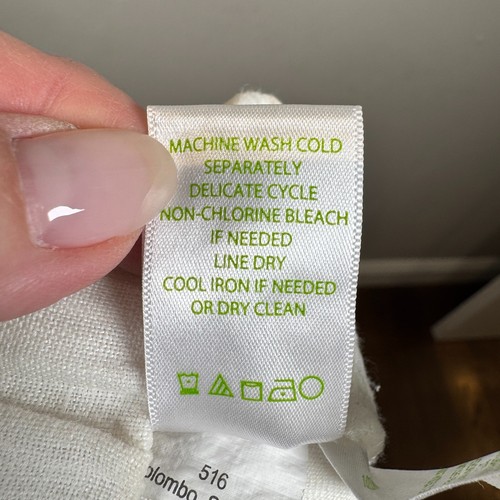 MACHINE WASH COLD
SEPARATELY
DELICATE CYCLE
NON-CHLORINE BLEACH
IF NEEDED
LINE DRY
COOL IRON IF NEEDED
OR DRY CLEAN
516